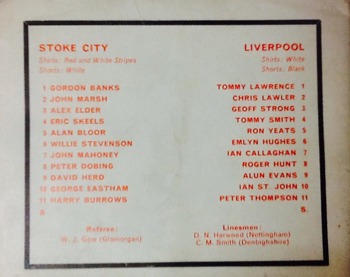 STOKE CITY
Shirts: Red and White Stripes
Shorts: White
1 GORDON BANKS
2 JOHN MARSH
3 ALEX ELDER
4 ERIC SKEELS
5 ALAN BLOOR
6 WILLIE STEVENSON
7 JOHN MAHONEY
8 PETER DOBING
9 DAVID HERD
10 GEORGE EASTHAM
11 HARRY BURROWS
S
Referee:
W. J. Gow (Glamorgan)
LIVERPOOL
Shirts: White
Shorts: Black
TOMMY LAWRENCE 1
CHRIS LAWLER 2
GEOFF STRONG 3
TOMMY SMITH 4
RON YEATS 5
EMLYN HUGHES 6
IAN CALLAGHAN 7
ROGER HUNT 8
ALUN EVANS 9
IAN ST. JOHN 10
PETER THOMPSON 11
S.
Linesmen:
D. N. Harwood (Nottingham)
C. M. Smith (Denbighshire)